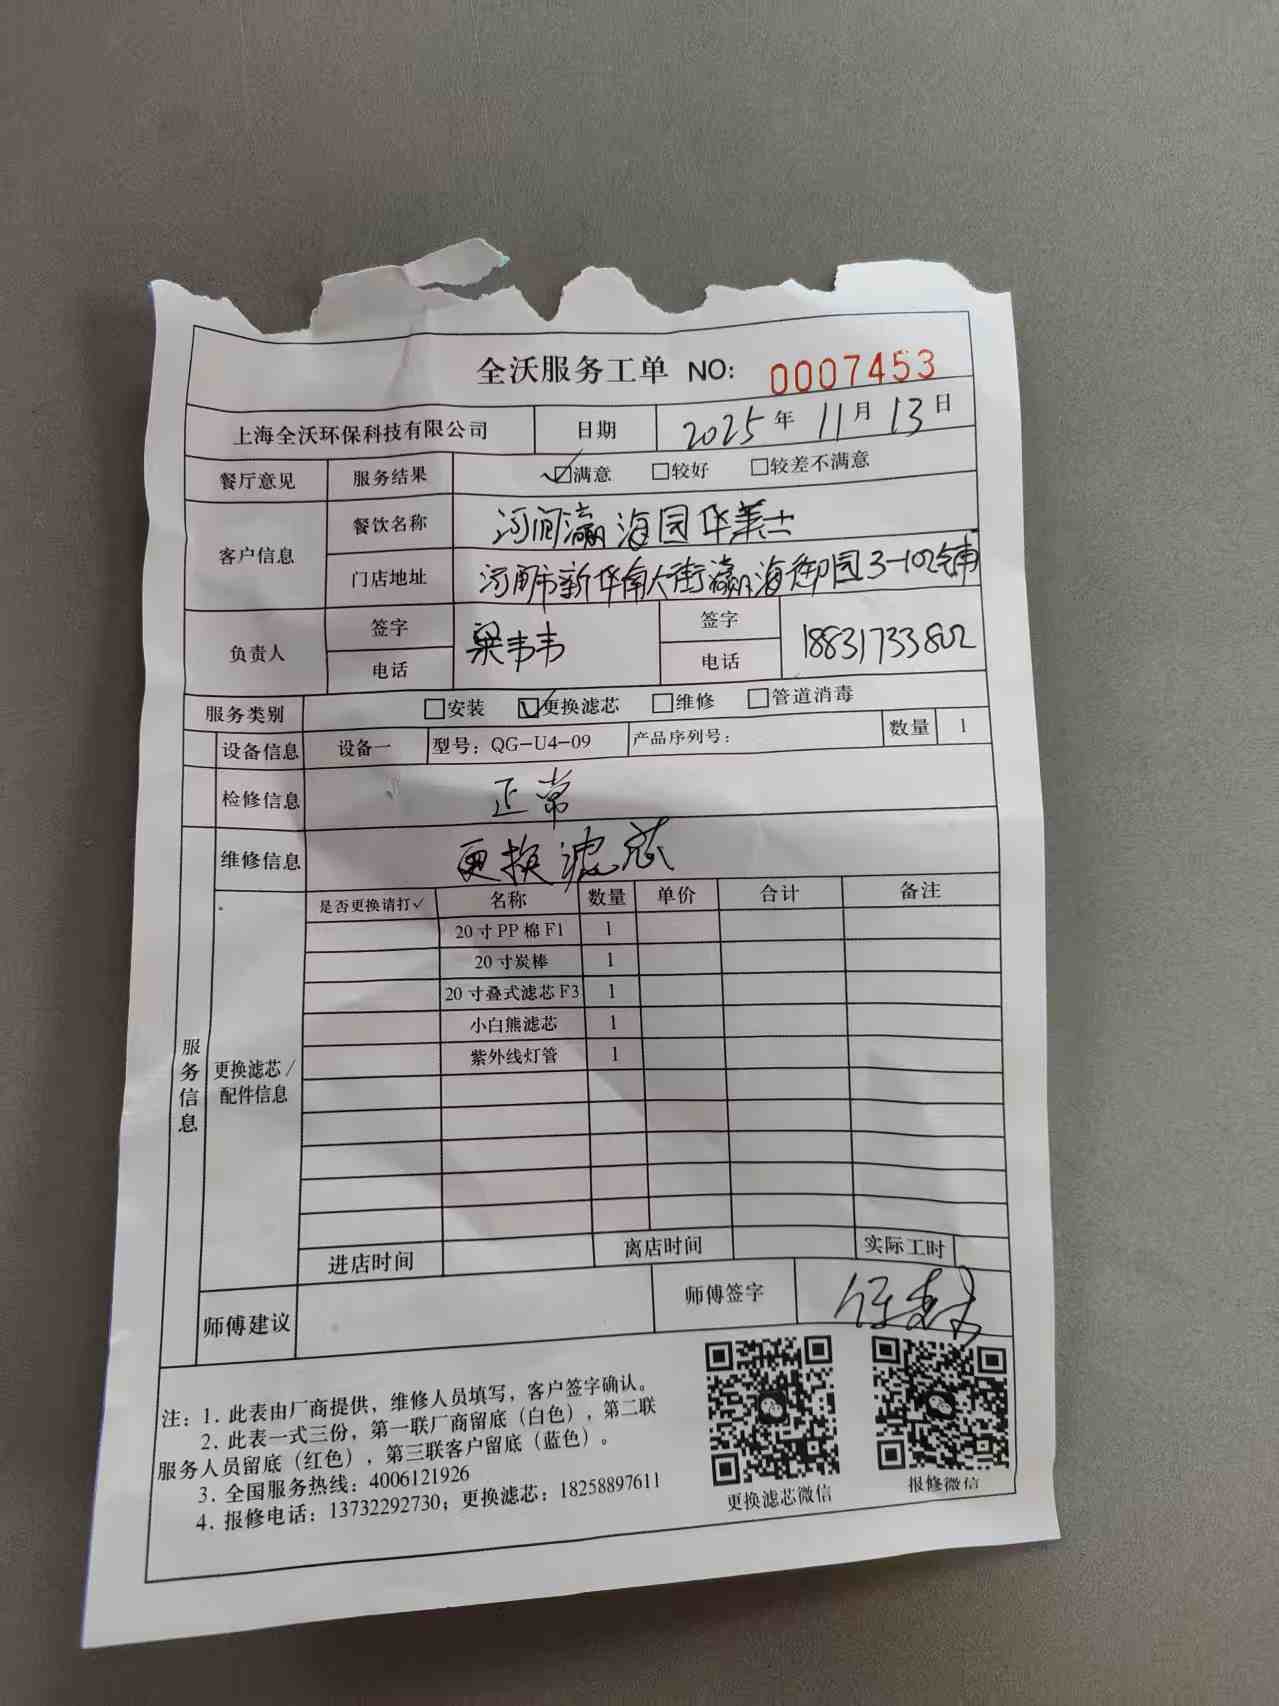 全沃服务工单 NO: 0007453
上海全沃环保科技有限公司 日期 2025年11月13日
餐厅意见 服务结果 ☑满意 □较好 □较差不满意
客户信息 餐饮名称 河间瀛海园华莱士
门店地址 河间市新华南大街瀛海御园3-102铺
负责人 签字 梁韦韦 签字
电话 电话 18831733802
服务类别 □安装 ☑更换滤芯 □维修 □管道消毒
设备信息 设备一 型号：QG-U4-09 产品序列号： 数量 1
检修信息 正常
维修信息 更换滤芯
服务信息
更换滤芯/配件信息
是否更换请打✓ 名称 数量 单价 合计 备注
20寸PP棉F1 1
20寸炭棒 1
20寸叠式滤芯F3 1
小白熊滤芯 1
紫外线灯管 1
进店时间 离店时间 实际工时
师傅建议 师傅签字
注：1. 此表由厂商提供，维修人员填写，客户签字确认。
2. 此表一式三份，第一联厂商留底（白色），第二联
服务人员留底（红色），第三联客户留底（蓝色）。
3. 全国服务热线：4006121926
4. 报修电话：13732292730；更换滤芯：18258897611
更换滤芯微信 报修微信